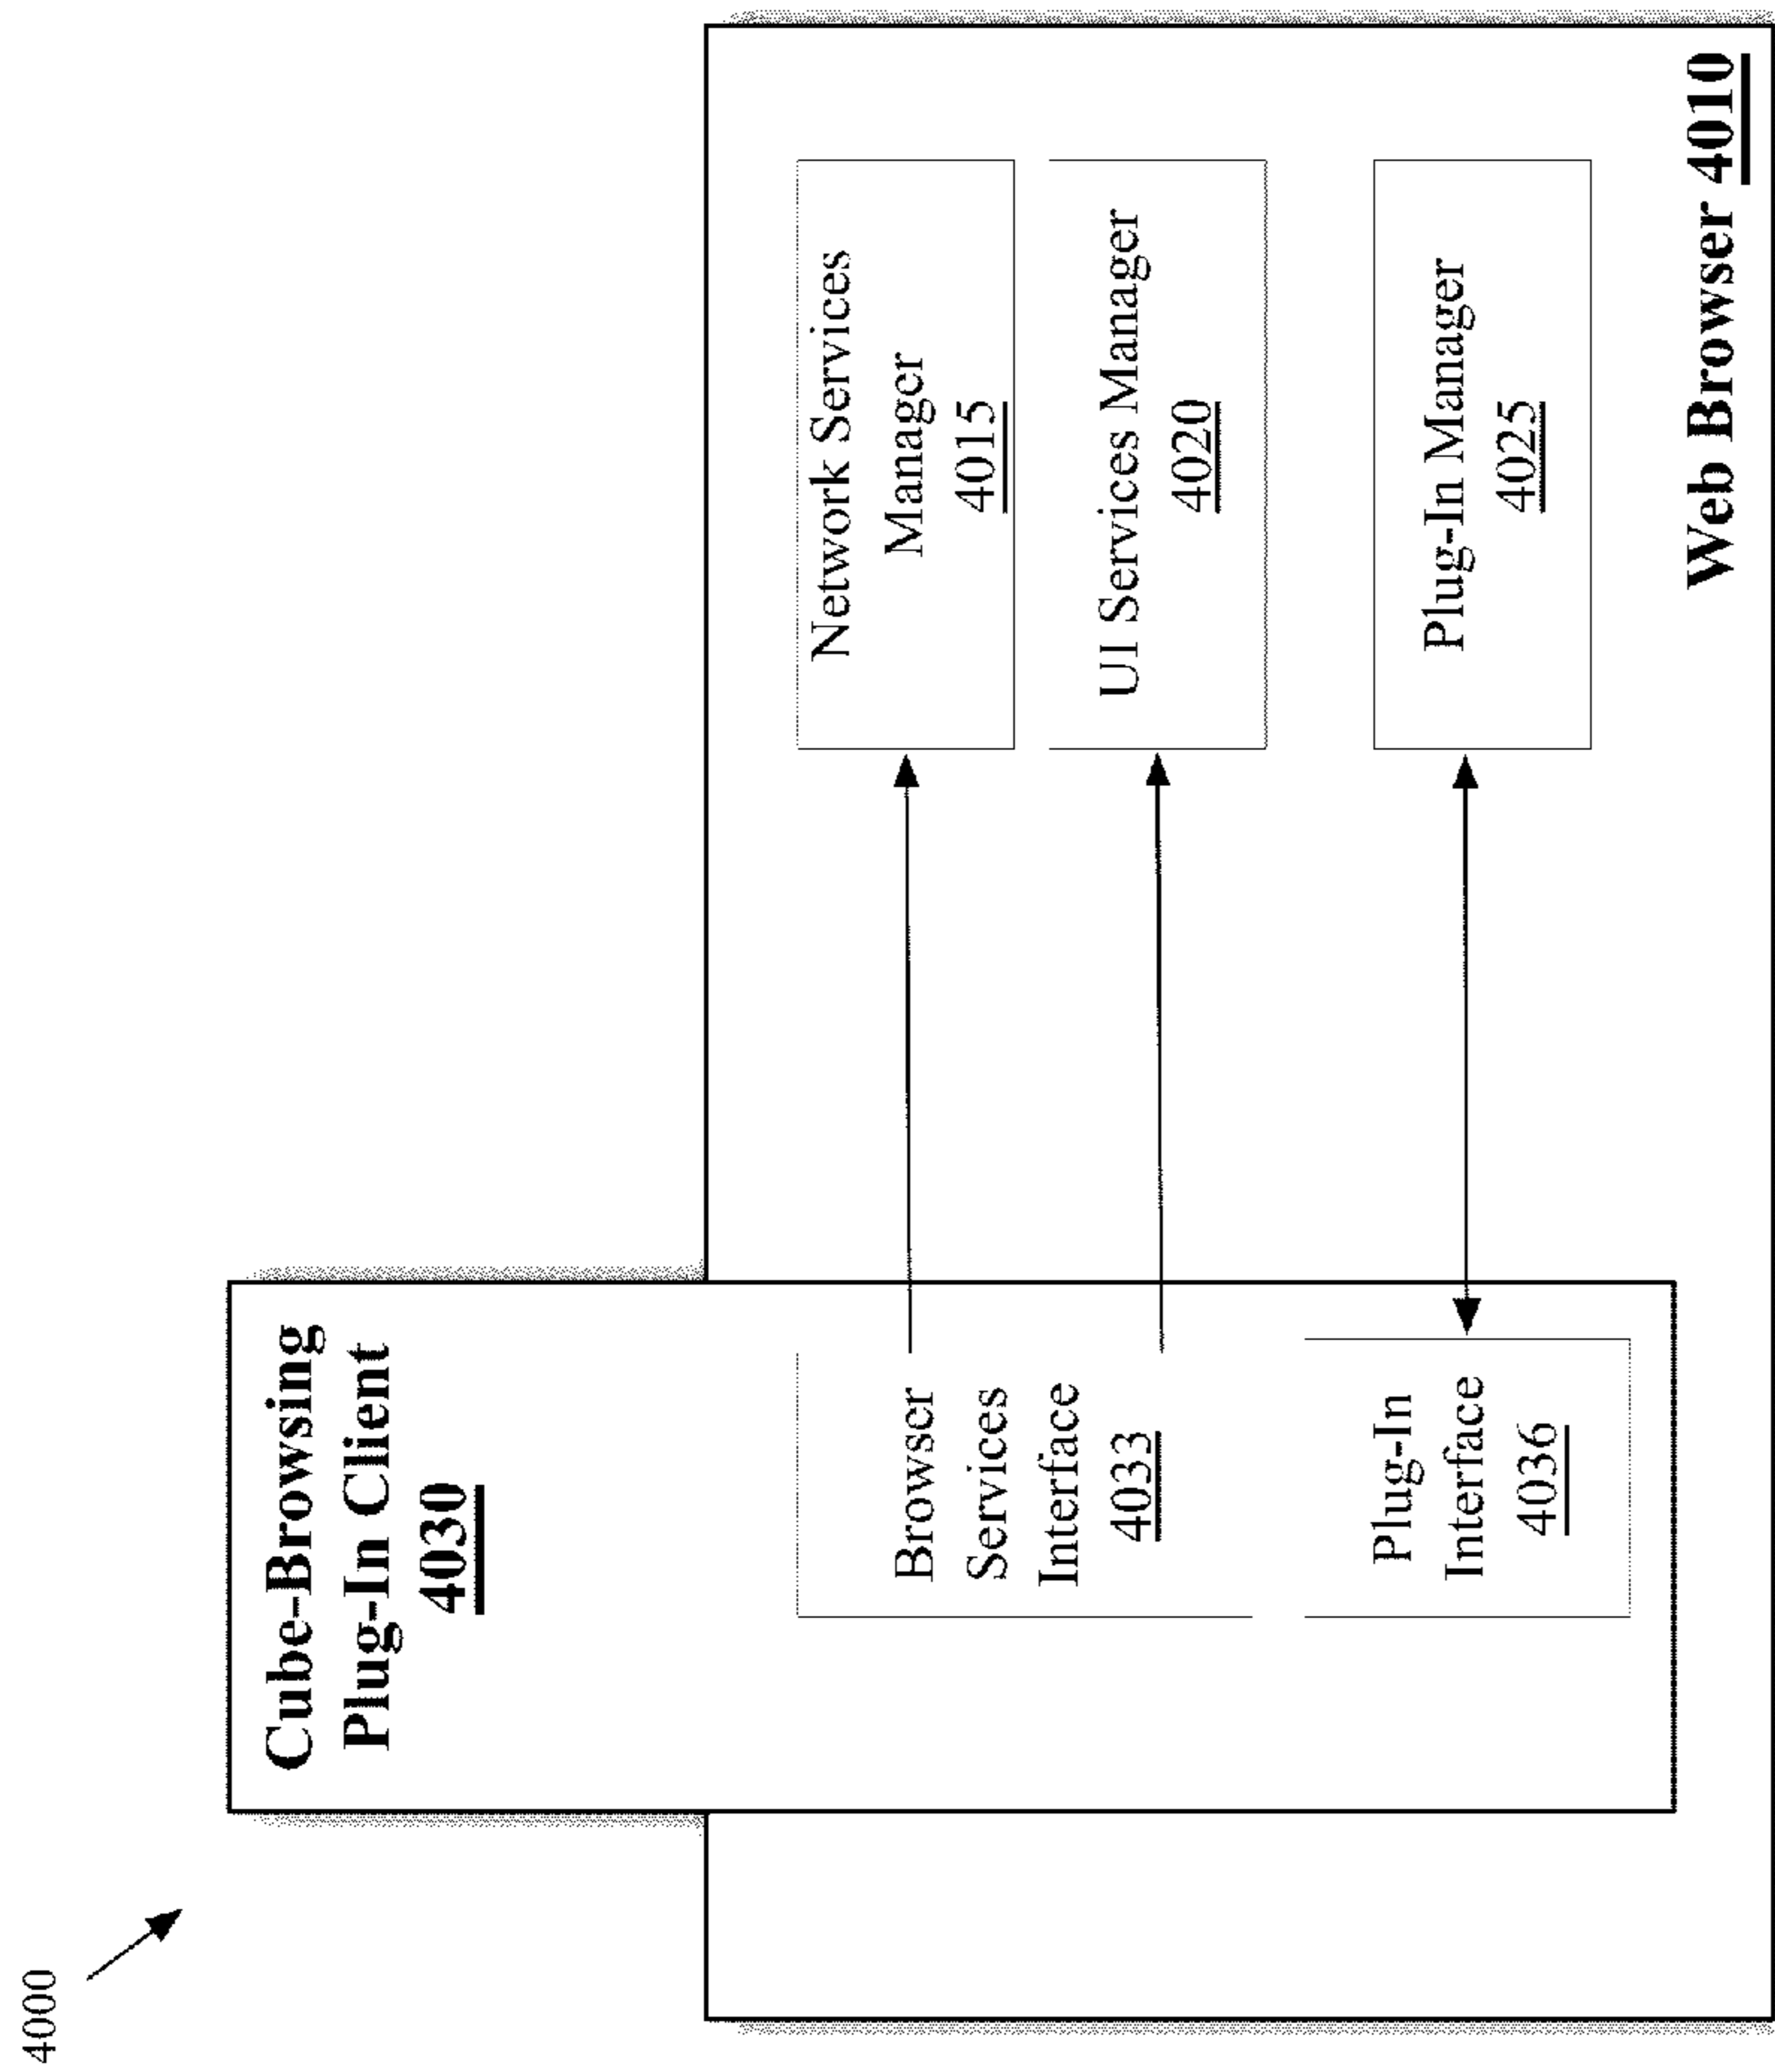 4000
Cube-Browsing
Plug-In Client
4030
Browser
Services
Interface
4033
Plug-In
Interface
4036
Network Services
Manager
4015
UI Services Manager
4020
Plug-In Manager
4025
Web Browser 4010